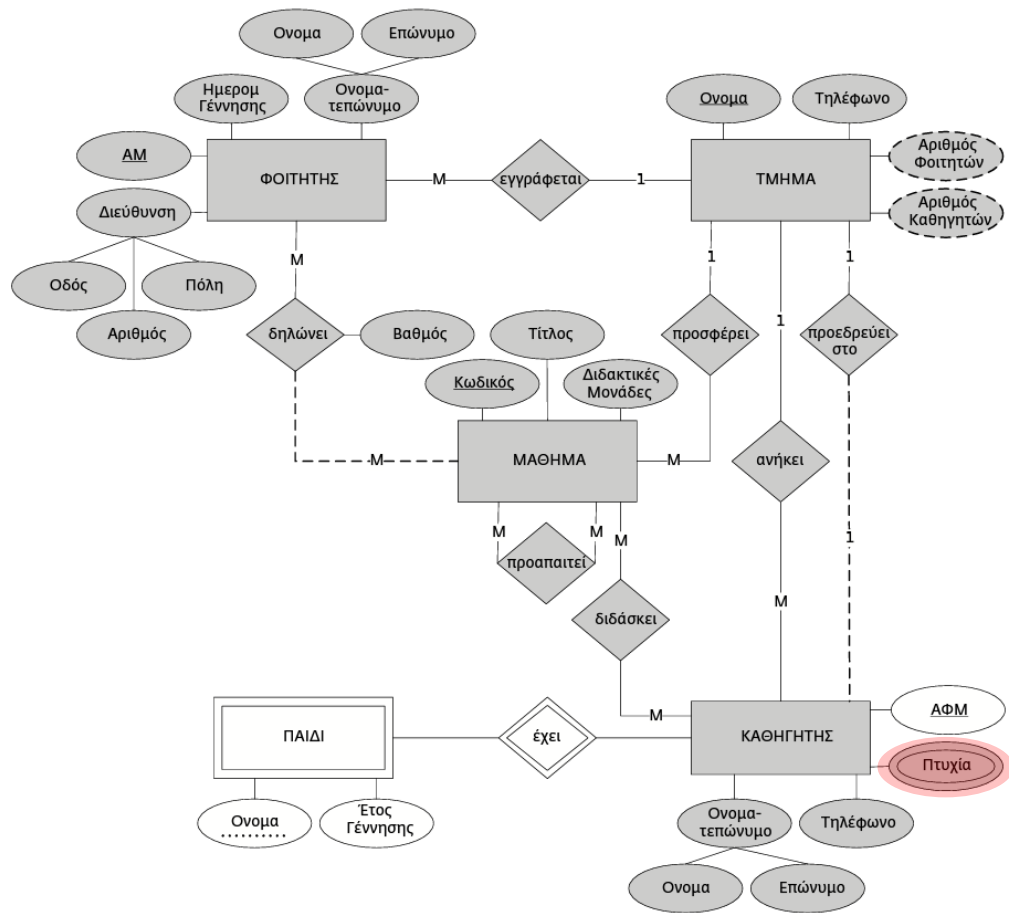 Ονομα
Επώνυμο
Ημερομ
Γέννησης
Ονομα-
τεπώνυμο
Ονομα
Τηλέφωνο
ΑΜ
ΦΟΙΤΗΤΗΣ
Μ
εγγράφεται
1
ΤΜΗΜΑ
Αριθμός
Φοιτητών
Διεύθυνση
Αριθμός
Καθηγητών
Μ
1
1
Οδός
Πόλη
Αριθμός
δηλώνει
Βαθμός
Τίτλος
προσφέρει
1
προεδρεύει
στο
Κωδικός
Διδακτικές
Μονάδες
Μ
ΜΑΘΗΜΑ
Μ
ανήκει
Μ
Μ
Μ
1
προαπαιτεί
Μ
διδάσκει
Μ
ΑΦΜ
ΠΑΙΔΙ
έχει
ΚΑΘΗΓΗΤΗΣ
Πτυχία
Ονομα
Έτος
Γέννησης
Ονομα-
τεπώνυμο
Τηλέφωνο
Ονομα
Επώνυμο